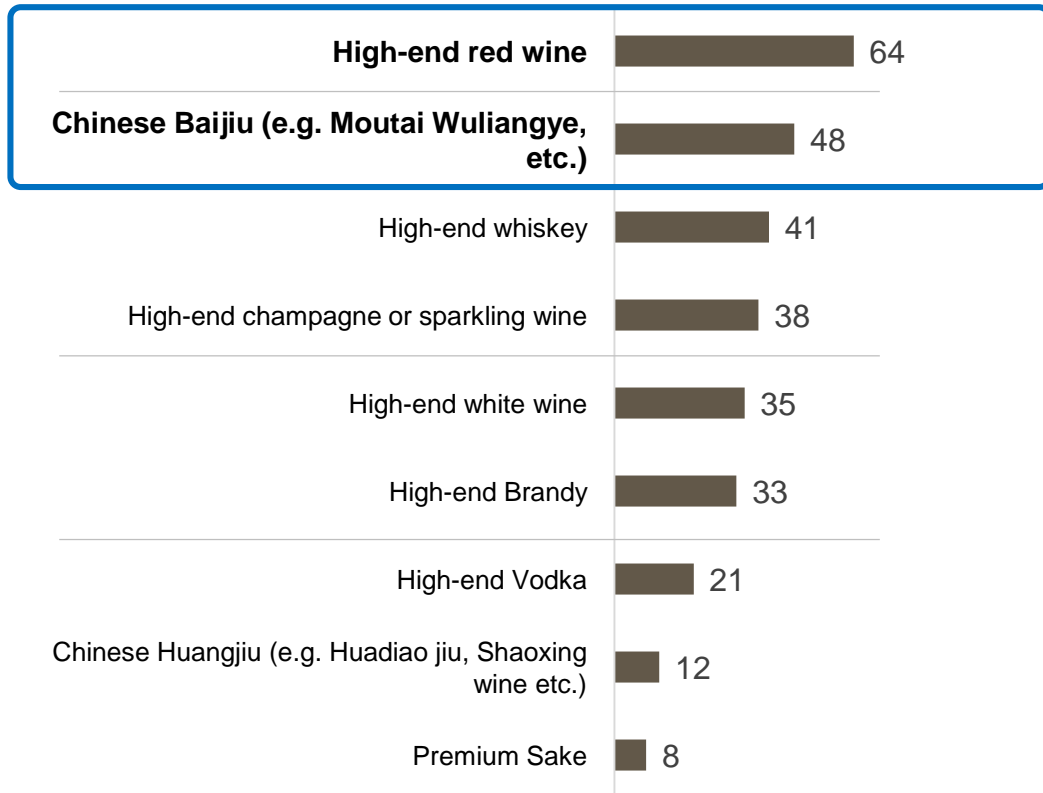 High-end red wine 64
Chinese Baijiu (e.g. Moutai Wuliangye,
etc.) 48
High-end whiskey 41
High-end champagne or sparkling wine 38
High-end white wine 35
High-end Brandy 33
High-end Vodka 21
Chinese Huangjiu (e.g. Huadiao jiu, Shaoxing
wine etc.) 12
Premium Sake 8